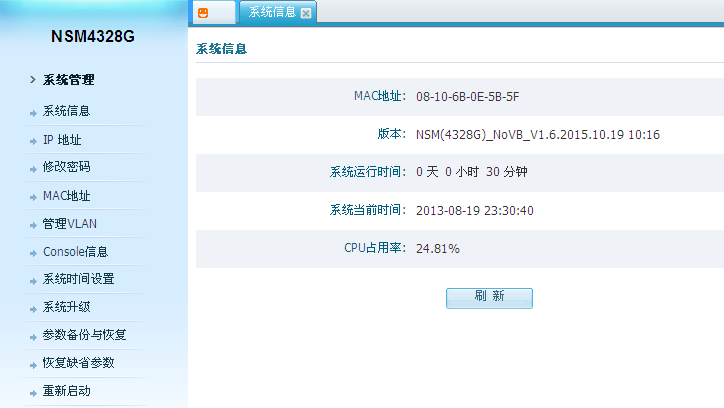 NSM4328G
系统管理
系统信息
IP 地址
修改密码
MAC地址
管理VLAN
Console信息
系统时间设置
系统升级
参数备份与恢复
恢复缺省参数
重新启动
系统信息
系统信息
MAC地址: 08-10-6B-0E-5B-5F
版本: NSM(4328G)_NoVB_V1.6.2015.10.19 10:16
系统运行时间: 0 天 0 小时 30 分钟
系统当前时间: 2013-08-19 23:30:40
CPU占用率: 24.81%
刷 新